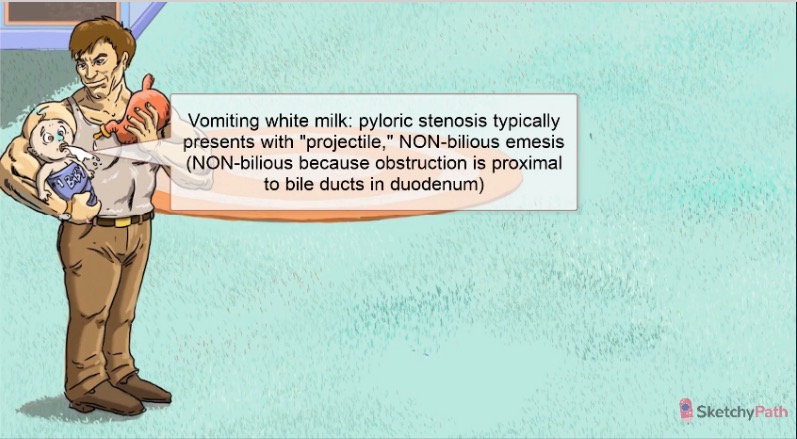 Vomiting white milk: pyloric stenosis typically
presents with "projectile," NON-bilious emesis
(NON-bilious because obstruction is proximal
to bile ducts in duodenum)
SketchyPath